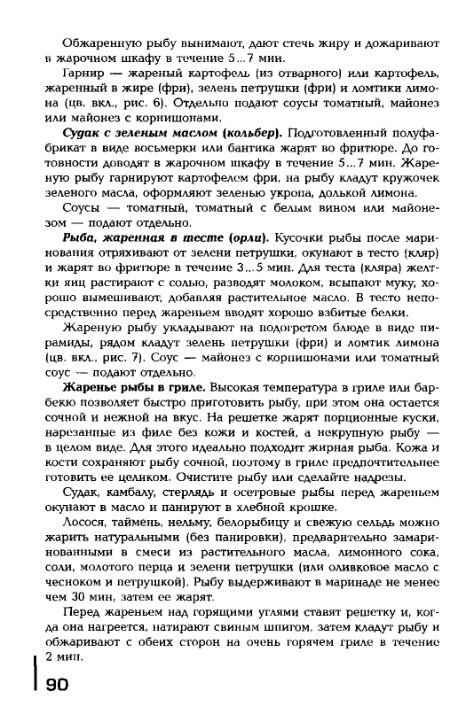 Обжаренную рыбу вынимают, дают стечь жиру и дожаривают
в жарочном шкафу в течение 5...7 мин.
Гарнир — жареный картофель (из отварного) или картофель,
жаренный в жире (фри), зелень петрушки (фри) и ломтики лимо-
на (цв. вкл., рис. 6). Отдельно подают соусы томатный, майонез
или майонез с корнишонами.
Судак с зеленым маслом (кольбер). Подготовленный полуфа-
брикат в виде восьмерки или бантика жарят во фритюре. До го-
товности доводят в жарочном шкафу в течение 5...7 мин. Жаре-
ную рыбу гарнируют картофелем фри, на рыбу кладут кружочек
зеленого масла, оформляют зеленью укропа, долькой лимона.
Соусы — томатный, томатный с белым вином или майоне-
зом — подают отдельно.
Рыба, жаренная в тесте (орли). Кусочки рыбы после мари-
нования отряхивают от зелени петрушки, окунают в тесто (кляр)
и жарят во фритюре в течение 3...5 мин. Для теста (кляра) желт-
ки яиц растирают с солью, разводят молоком, всыпают муку, хо-
рошо вымешивают, добавляя растительное масло. В тесто непо-
средственно перед жареньем вводят хорошо взбитые белки.
Жареную рыбу укладывают на подогретом блюде в виде пи-
рамиды, рядом кладут зелень петрушки (фри) и ломтик лимона
(цв. вкл., рис. 7). Соус — майонез с корнишонами или томатный
соус — подают отдельно.
Жаренье рыбы в гриле. Высокая температура в гриле или бар-
бекю позволяет быстро приготовить рыбу, при этом она остается
сочной и нежной на вкус. На решетке жарят порционные куски,
нарезанные из филе без кожи и костей, а некрупную рыбу —
в целом виде. Для этого идеально подходит жирная рыба. Кожа и
кости сохраняют рыбу сочной, поэтому в гриле предпочтительнее
готовить ее целиком. Очистите рыбу или сделайте надрезы.
Судак, камбалу, стерлядь и осетровые рыбы перед жареньем
окунают в масло и панируют в хлебной крошке.
Лосося, таймень, нельму, белорыбицу и свежую сельдь можно
жарить натуральными (без панировки), предварительно замари-
нованными в смеси из растительного масла, лимонного сока,
соли, молотого перца и зелени петрушки (или оливковое масло с
чесноком и петрушкой). Рыбу выдерживают в маринаде не менее
чем 30 мин, затем ее жарят.
Перед жареньем над горящими углями ставят решетку и, ког-
да она нагреется, натирают свиным шпигом, затем кладут рыбу и
обжаривают с обеих сторон на очень горячем гриле в течение
2 мин.
90